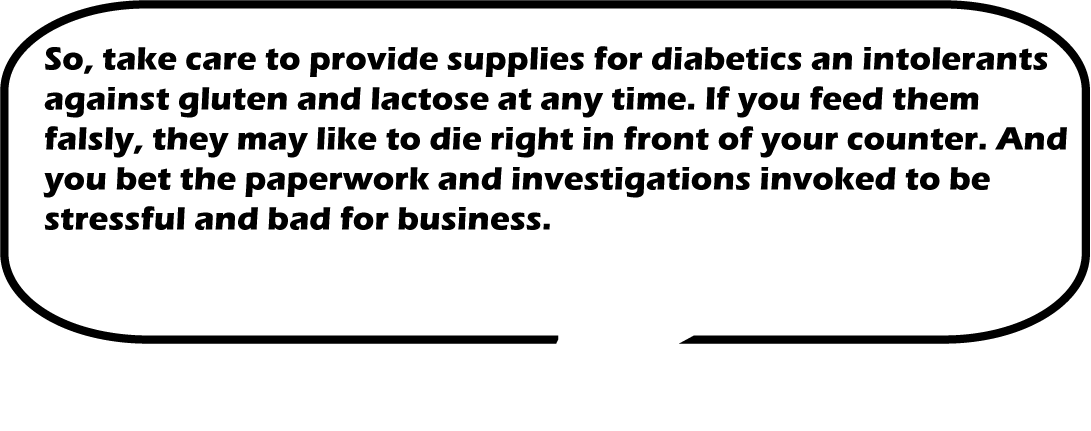 So, take care to provide supplies for diabetics an intolerants
against gluten and lactose at any time. If you feed them
falsly, they may like to die right in front of your counter. And
you bet the paperwork and investigations invoked to be
stressful and bad for business.